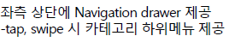 좌측 상단에 Navigation drawer 제공
-tap, swipe 시 카테고리 하위메뉴 제공